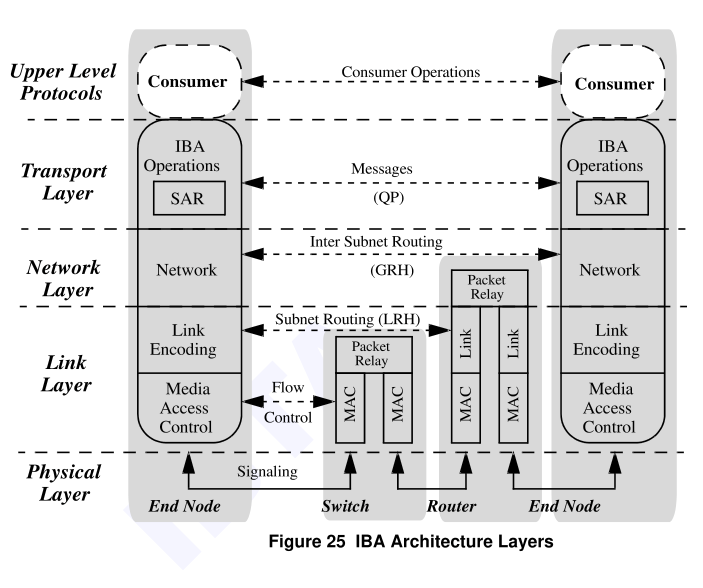 Upper Level
Protocols
Consumer
Consumer Operations
Consumer
Transport
Layer
IBA
Operations
SAR
Messages
(QP)
IBA
Operations
SAR
Network
Layer
Network
Inter Subnet Routing
(GRH)
Packet
Relay
Network
Link
Layer
Link
Encoding
Subnet Routing (LRH)
Packet
Relay
Link
Link
Link
Encoding
Media
Access
Control
Flow
Control
MAC
MAC
MAC
MAC
Media
Access
Control
Physical
Layer
Signaling
End Node
Switch
Router
End Node
Figure 25 IBA Architecture Layers